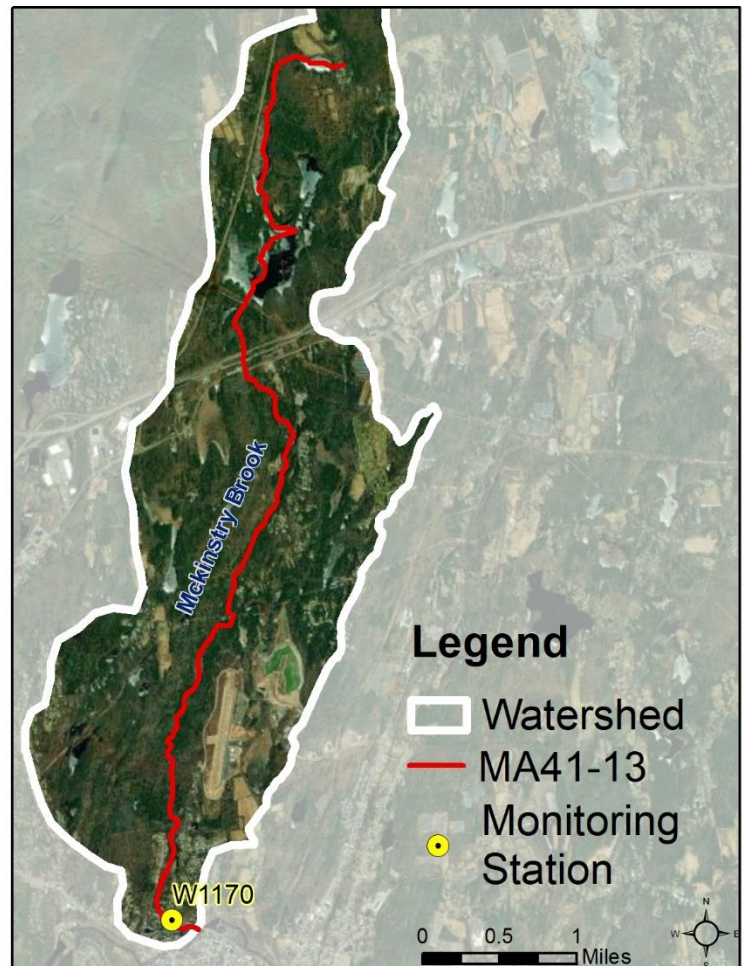 Mckinstry Brook
W1170
Legend
Watershed
MA41-13
Monitoring
Station
0 0.5 1
Miles
N
W E
S